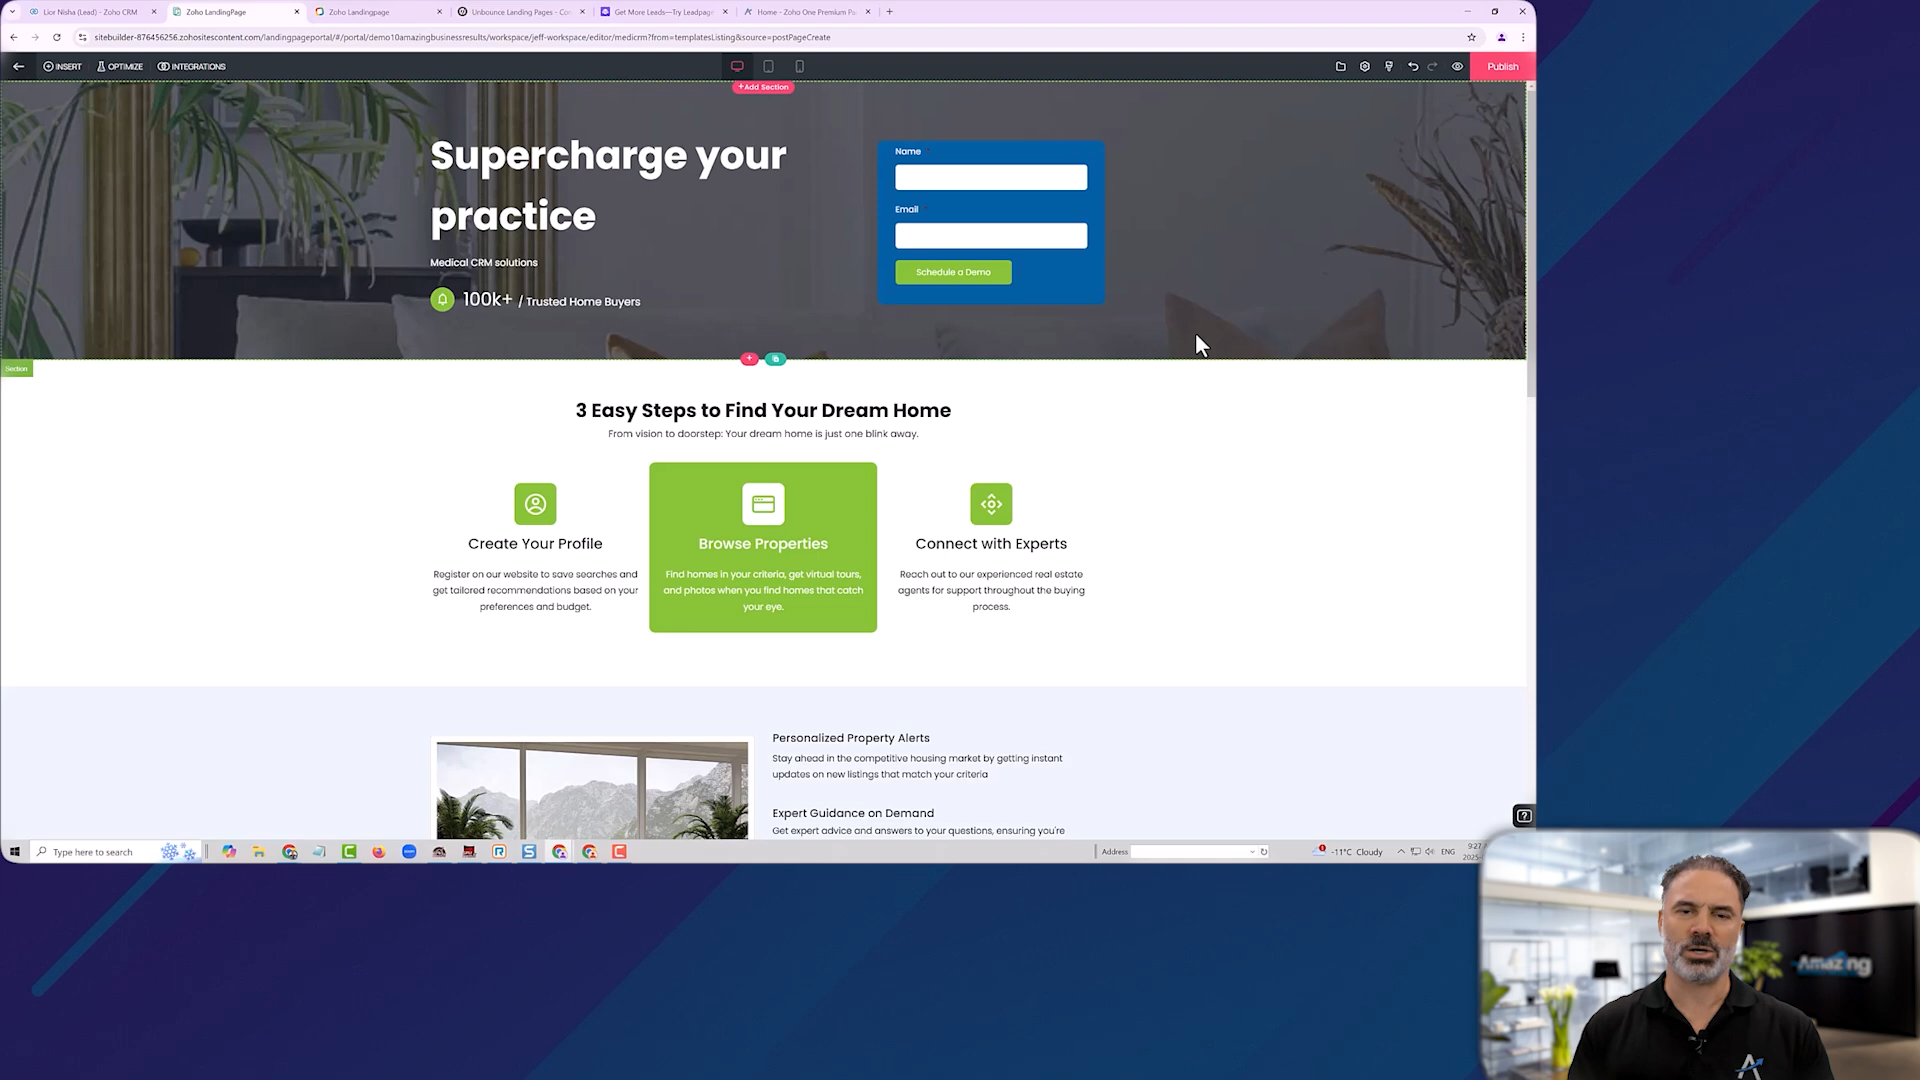 Lior Nisha (Lead) - Zoho CRM
Zoho LandingPage
Zoho Landingpage
Unbounce Landing Pages - Co
Get More Leads—Try Leadpage
Home - Zoho One Premium Pa
sitebuilder-876456256.zohositescontent.com/landingpageportal/#/portal/demo10amazingbusinessresults/workspace/jeff-workspace/editor/medicrm?from=templatesListing&source=postPageCreate
INSERT
OPTIMIZE
INTEGRATIONS
Publish
+Add Section
Supercharge your
practice
Medical CRM solutions
100k+ / Trusted Home Buyers
Name
Email
Schedule a Demo
Section
3 Easy Steps to Find Your Dream Home
From vision to doorstep: Your dream home is just one blink away.
Create Your Profile
Register on our website to save searches and
get tailored recommendations based on your
preferences and budget.
Browse Properties
Find homes in your criteria, get virtual tours,
and photos when you find homes that catch
your eye.
Connect with Experts
Reach out to our experienced real estate
agents for support throughout the buying
process.
Personalized Property Alerts
Stay ahead in the competitive housing market by getting instant
updates on new listings that match your criteria
Expert Guidance on Demand
Get expert advice and answers to your questions, ensuring you're
Type here to search
Address
-11°C Cloudy
ENG
9:27
Amazing